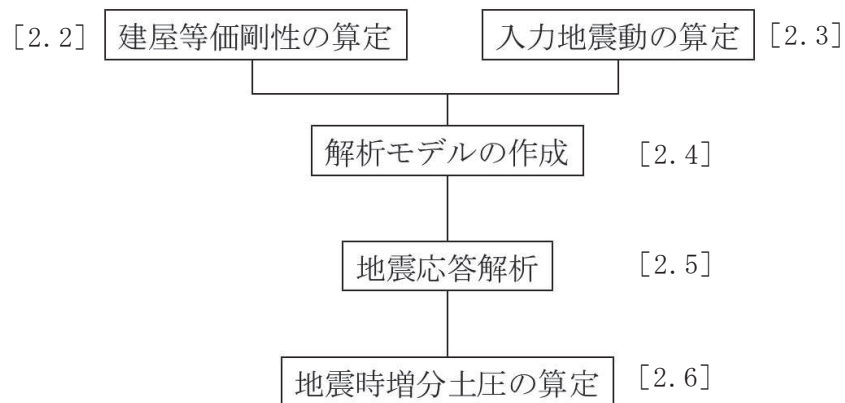 [2.2] 建屋等価剛性の算定 入力地震動の算定 [2.3]
解析モデルの作成 [2.4]
地震応答解析 [2.5]
地震時増分土圧の算定 [2.6]